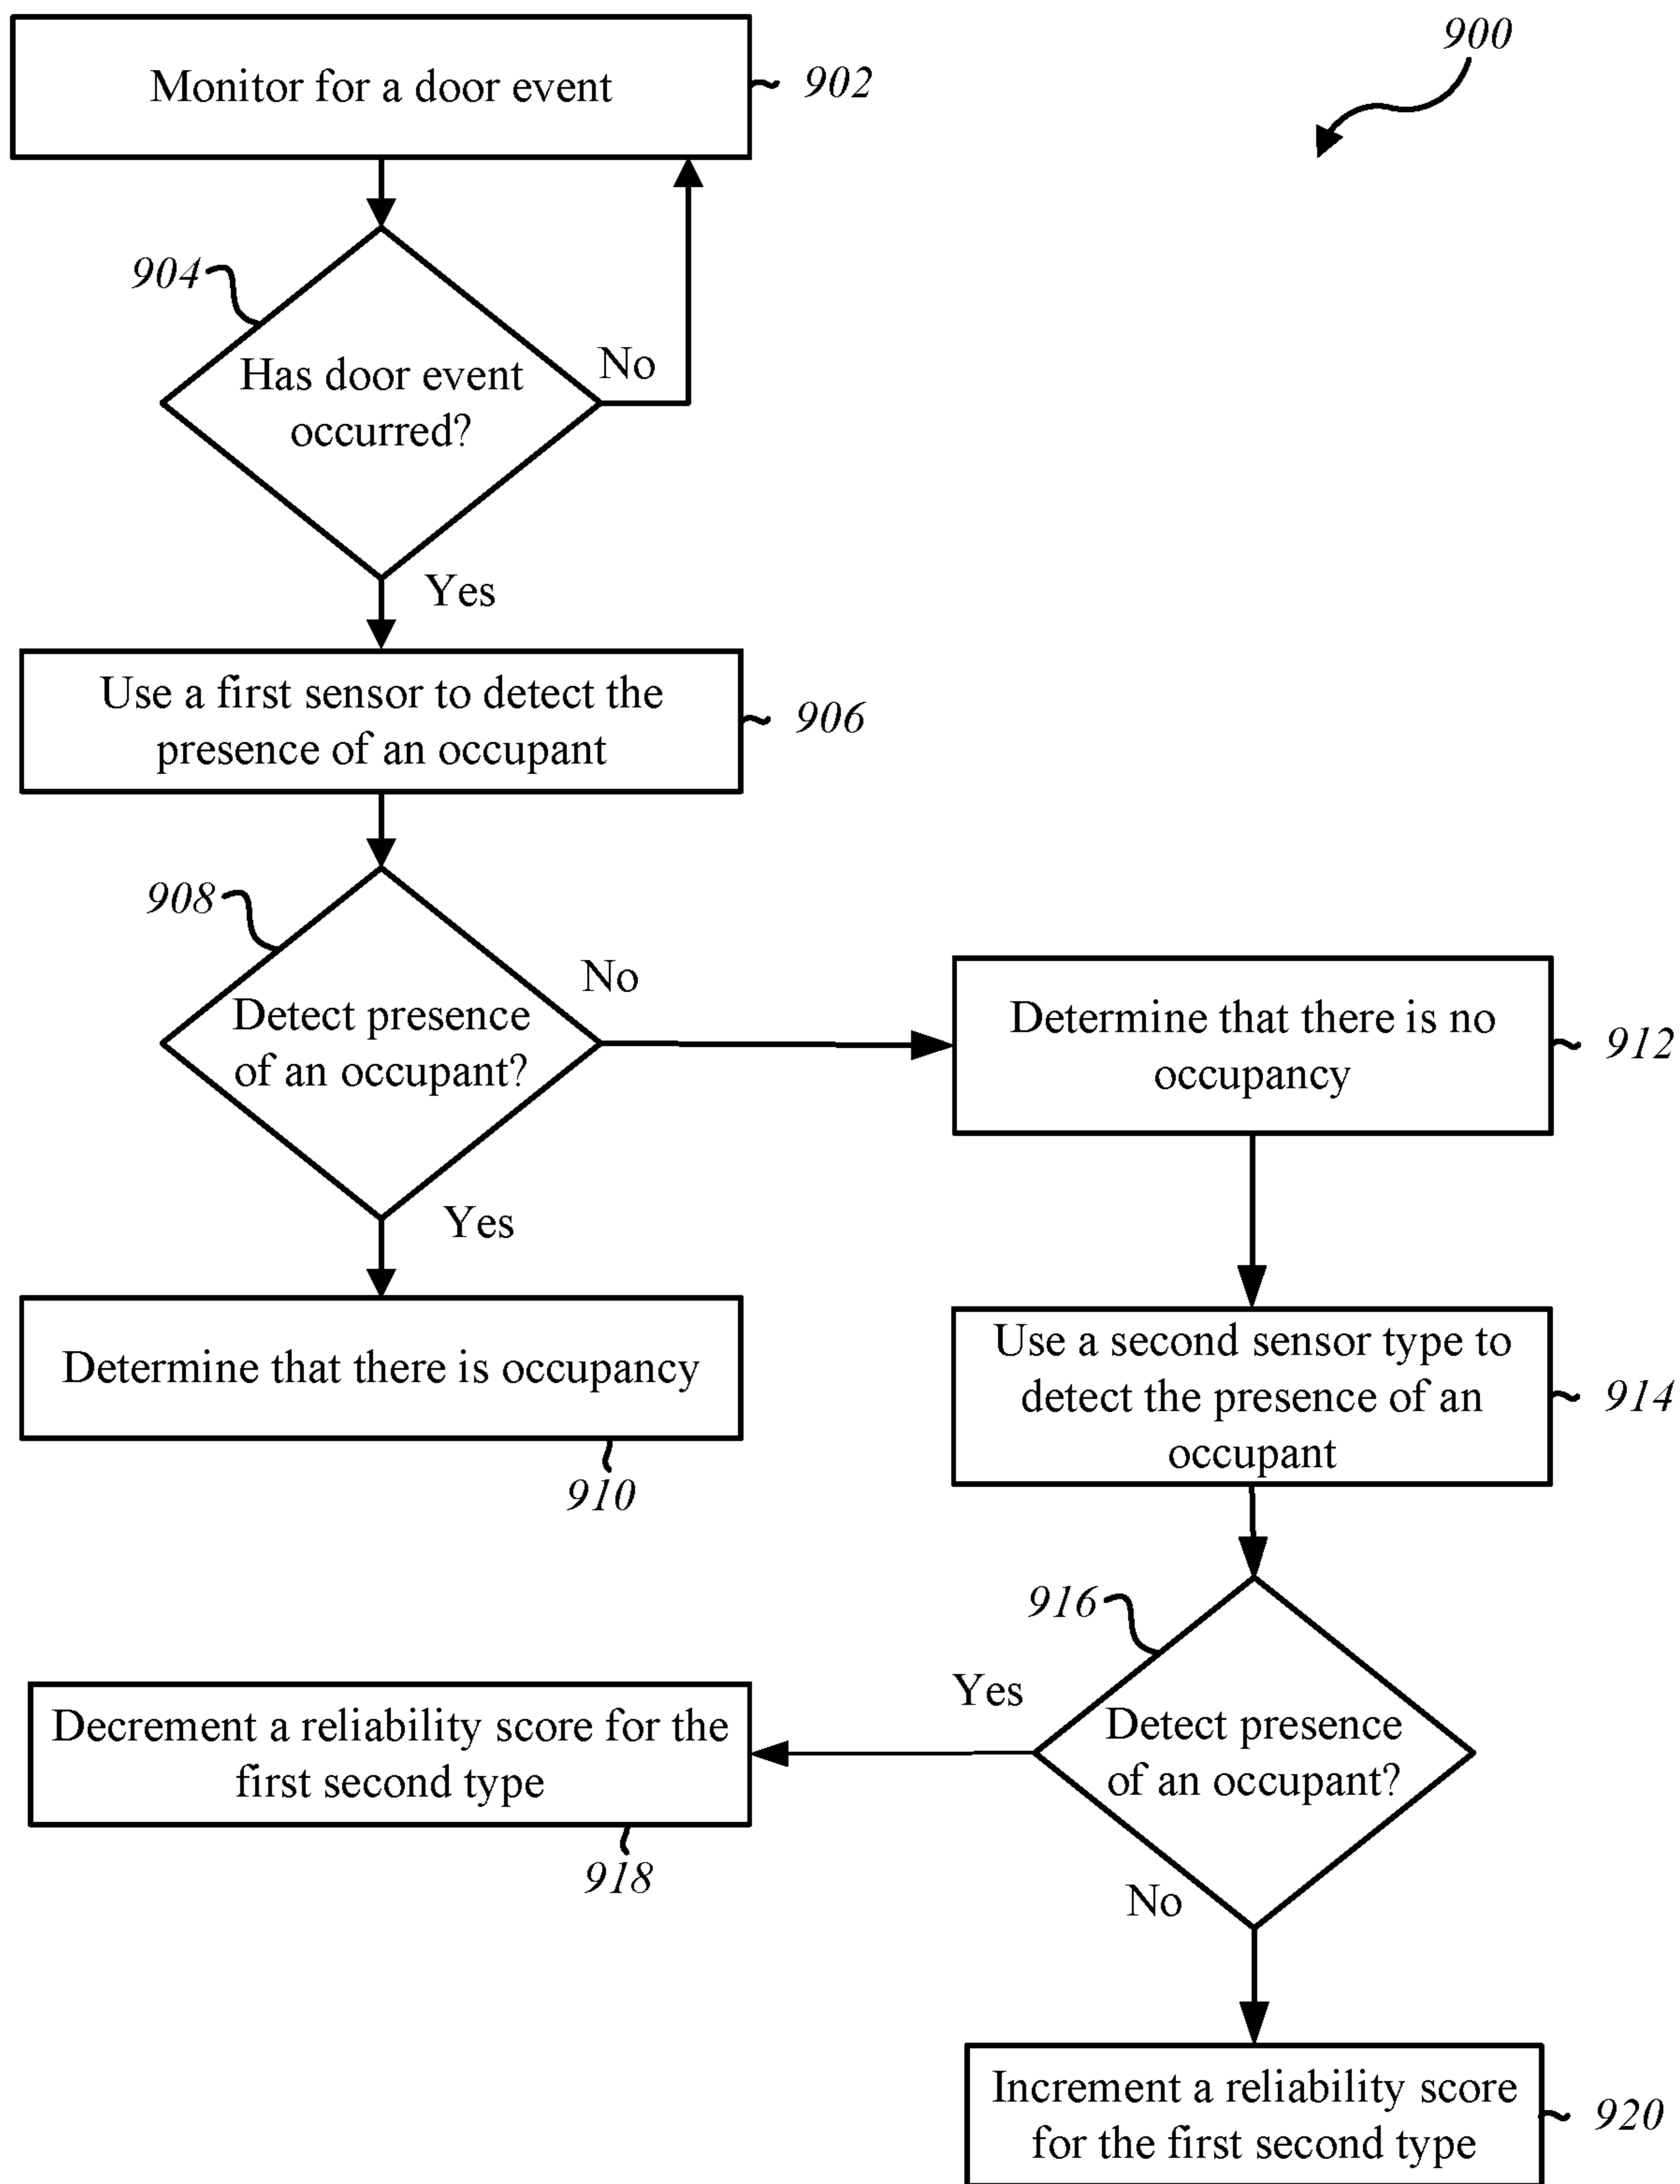 900
Monitor for a door event
902
904
Has door event
occurred?
No
Yes
Use a first sensor to detect the
presence of an occupant
906
908
Detect presence
of an occupant?
No
Yes
Determine that there is no
occupancy
912
Determine that there is occupancy
910
Use a second sensor type to
detect the presence of an
occupant
914
916
Detect presence
of an occupant?
Yes
No
Decrement a reliability score for the
first second type
918
Increment a reliability score
for the first second type
920